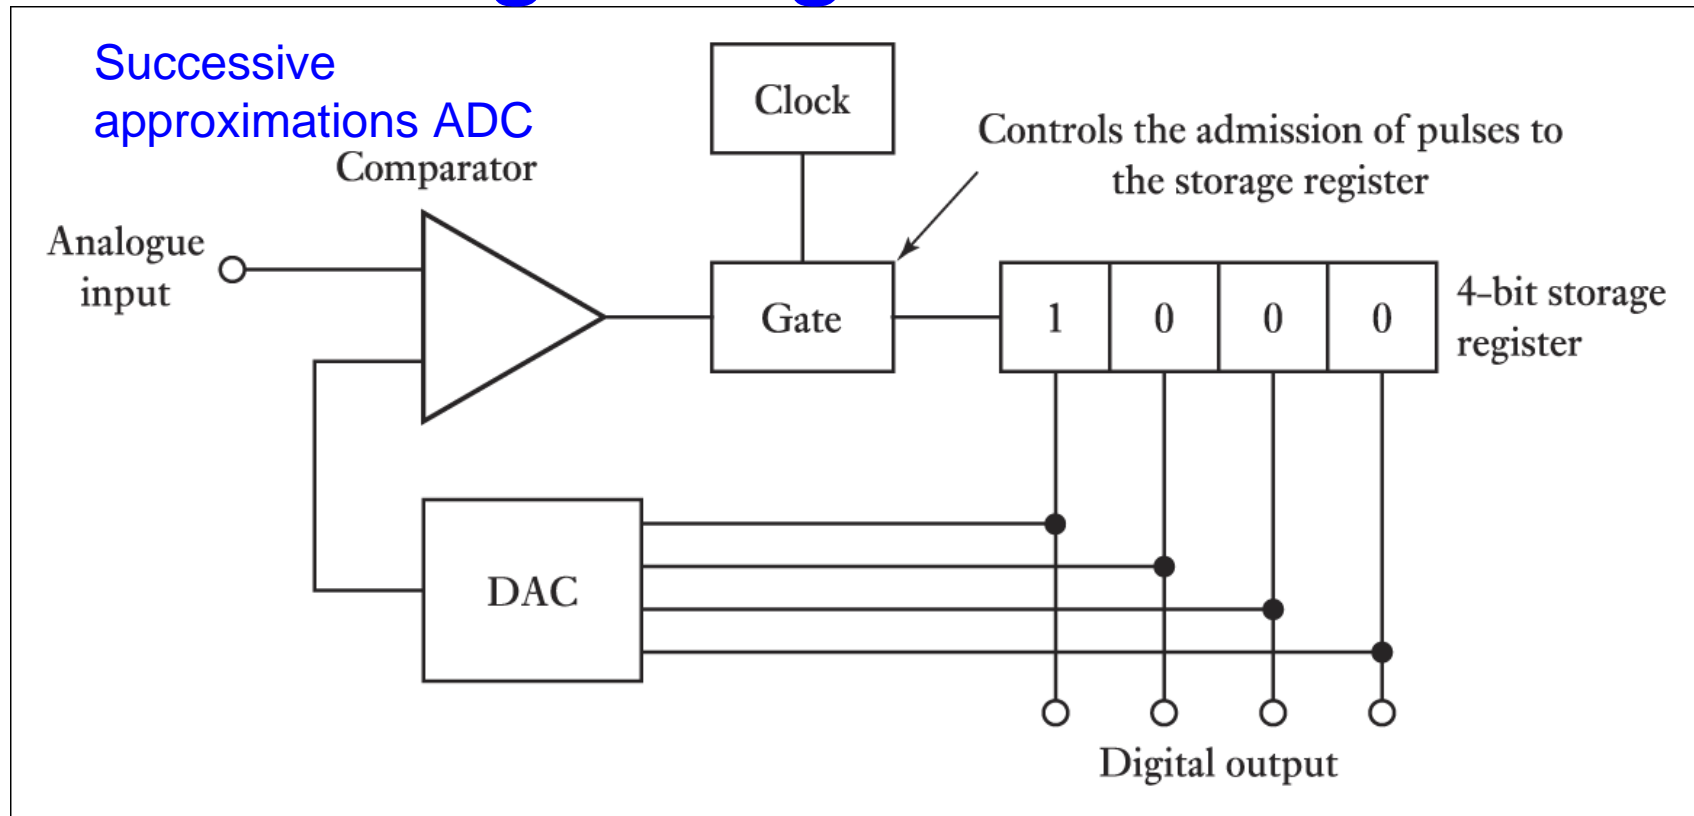 Successive
approximations ADC
Clock
Controls the admission of pulses to
the storage register
Comparator
Analogue
input
Gate
1 0 0 0
4-bit storage
register
DAC
Digital output